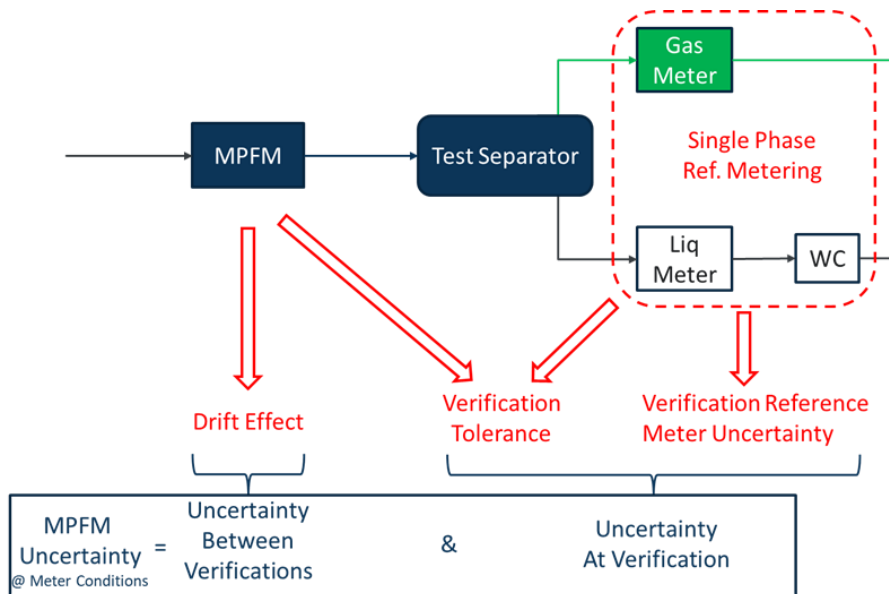 Gas
Meter
MPFM
Test Separator
Single Phase
Ref. Metering
Liq
Meter
WC
Drift Effect
Verification
Tolerance
Verification Reference
Meter Uncertainty
MPFM
Uncertainty
@ Meter Conditions
=
Uncertainty
Between
Verifications
&
Uncertainty
At Verification